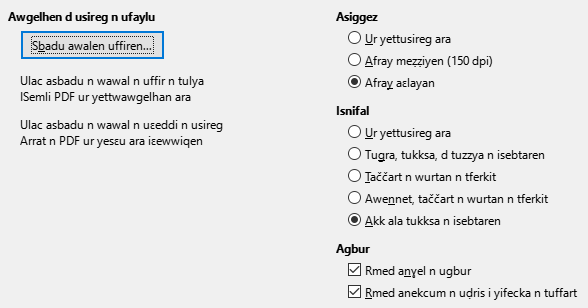 Awgelhen d usireg n ufaylu
Sbadu awalen uffiren...
Ulac asbadu n wawal n uffir n tulya
ISemli PDF ur yettwawgelhan ara
Ulac asbadu n wawal n uɛeddi n usireg
Arrat n PDF ur yesɛu ara iɛewwiqen
Asiggez
Ur yettusireg ara
Afray meẓẓiyen (150 dpi)
Afray aɛlayan
Isnifal
Ur yettusireg ara
Tugra, tukksa, d tuzzya n isebtaren
Taččart n wurtan n tferkit
Awennet, taččart n wurtan n tferkit
Akk ala tukksa n isebtaren
Agbur
Rmed anɣel n ugbur
Rmed anekcum n uḍris i yifecka n tuffart